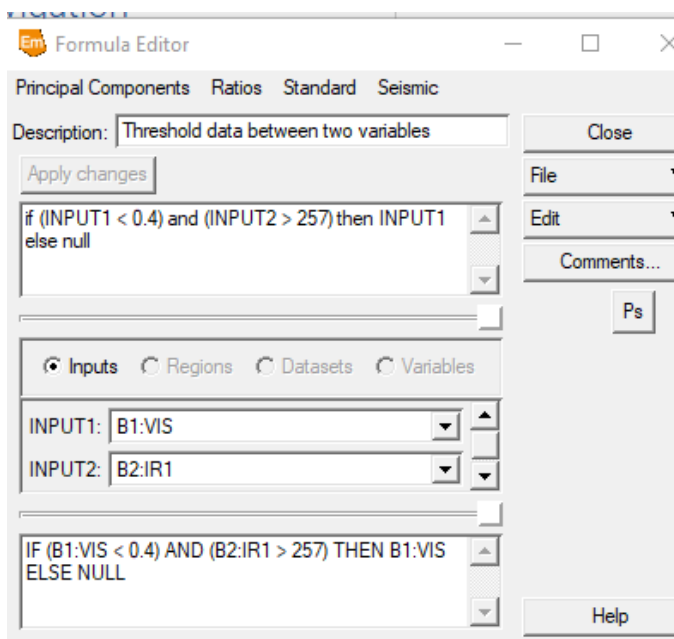 Em Formula Editor
Principal Components Ratios Standard Seismic
Description: Threshold data between two variables
Close
Apply changes
File
if (INPUT1 < 0.4) and (INPUT2 > 257) then INPUT1
else null
Edit
Comments...
Ps
Inputs Regions Datasets Variables
INPUT1: B1:VIS
INPUT2: B2:IR1
IF (B1:VIS < 0.4) AND (B2:IR1 > 257) THEN B1:VIS
ELSE NULL
Help